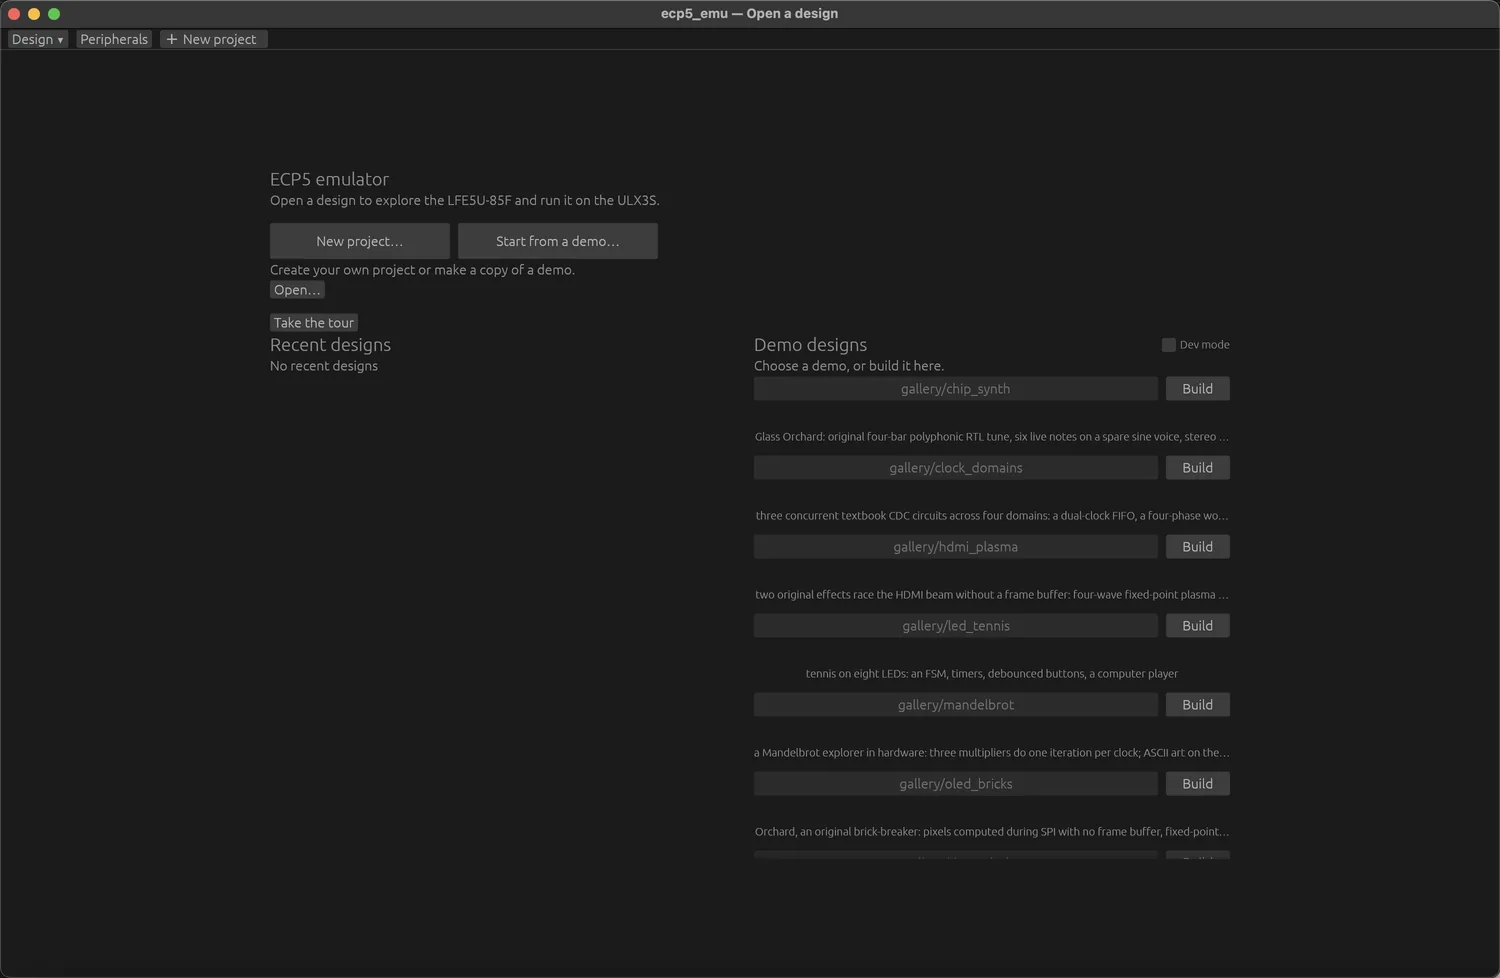 ecp5_emu — Open a design
Design ▾ Peripherals + New project
ECP5 emulator
Open a design to explore the LFE5U-85F and run it on the ULX3S.
New project… Start from a demo…
Create your own project or make a copy of a demo.
Open…
Take the tour
Recent designs
No recent designs
Demo designs Dev mode
Choose a demo, or build it here.
gallery/chip_synth Build
Glass Orchard: original four-bar polyphonic RTL tune, six live notes on a spare sine voice, stereo …
gallery/clock_domains Build
three concurrent textbook CDC circuits across four domains: a dual-clock FIFO, a four-phase wo…
gallery/hdmi_plasma Build
two original effects race the HDMI beam without a frame buffer: four-wave fixed-point plasma …
gallery/led_tennis Build
tennis on eight LEDs: an FSM, timers, debounced buttons, a computer player
gallery/mandelbrot Build
a Mandelbrot explorer in hardware: three multipliers do one iteration per clock; ASCII art on the…
gallery/oled_bricks Build
Orchard, an original brick-breaker: pixels computed during SPI with no frame buffer, fixed-point…